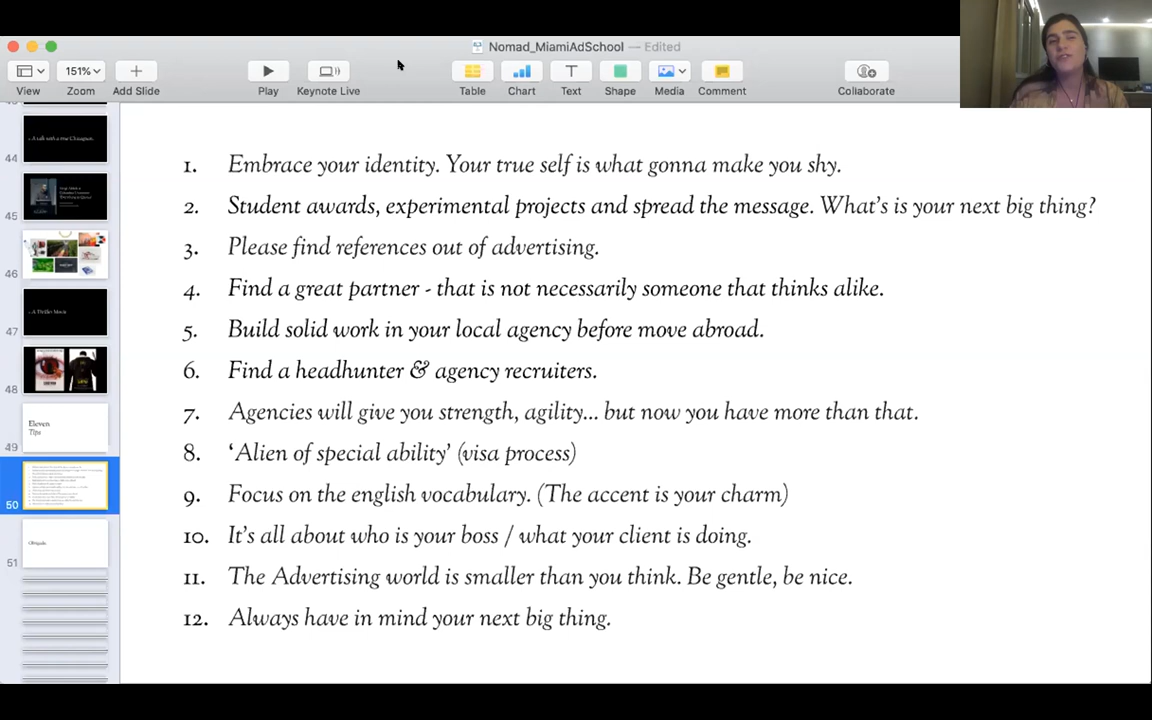 Nomad_MiamiAdSchool — Edited
View
151%
Zoom
Add Slide
Play
Keynote Live
Table
Chart
Text
Shape
Media
Comment
Collaborate
44
45
46
47
48
49
50
51
A Thriller Movie
Eleven
Tips
Obrigada.
1. Embrace your identity. Your true self is what gonna make you shy.
2. Student awards, experimental projects and spread the message. What's is your next big thing?
3. Please find references out of advertising.
4. Find a great partner - that is not necessarily someone that thinks alike.
5. Build solid work in your local agency before move abroad.
6. Find a headhunter & agency recruiters.
7. Agencies will give you strength, agility... but now you have more than that.
8. ‘Alien of special ability’ (visa process)
9. Focus on the english vocabulary. (The accent is your charm)
10. It's all about who is your boss / what your client is doing.
11. The Advertising world is smaller than you think. Be gentle, be nice.
12. Always have in mind your next big thing.